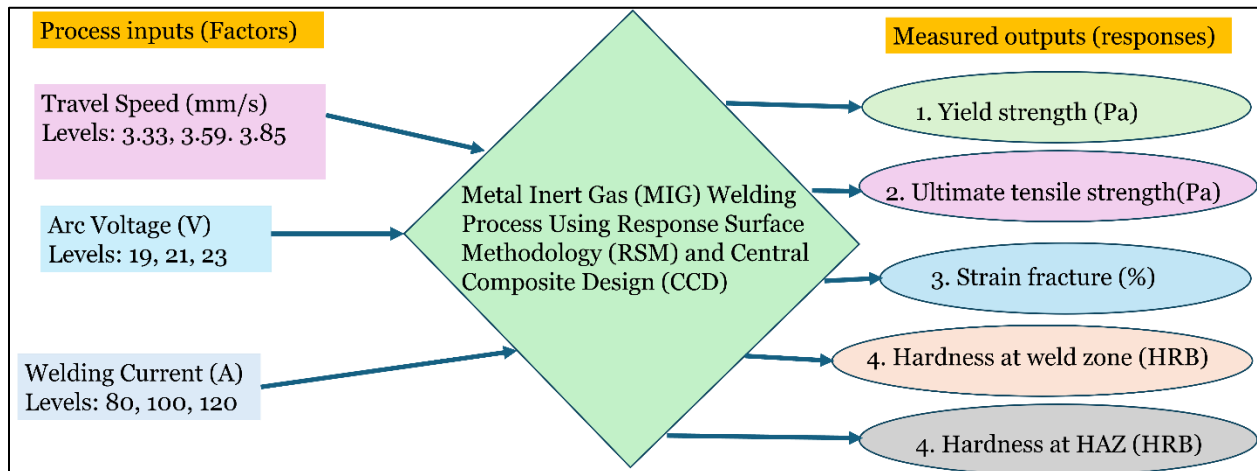 Process inputs (Factors)
Travel Speed (mm/s)
Levels: 3.33, 3.59. 3.85
Arc Voltage (V)
Levels: 19, 21, 23
Welding Current (A)
Levels: 80, 100, 120
Metal Inert Gas (MIG) Welding
Process Using Response Surface
Methodology (RSM) and Central
Composite Design (CCD)
Measured outputs (responses)
1. Yield strength (Pa)
2. Ultimate tensile strength(Pa)
3. Strain fracture (%)
4. Hardness at weld zone (HRB)
4. Hardness at HAZ (HRB)